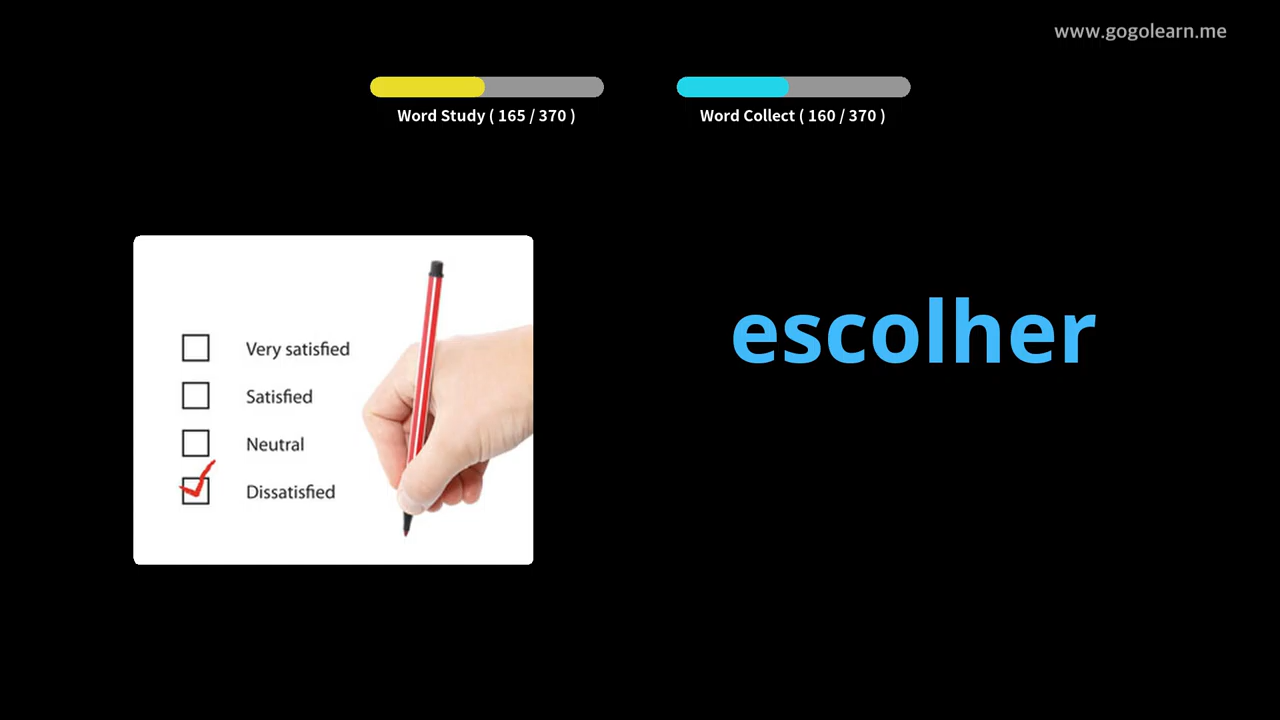 www.gogolearn.me
Word Study ( 165 / 370 )
Word Collect ( 160 / 370 )
Very satisfied
Satisfied
Neutral
Dissatisfied
escolher